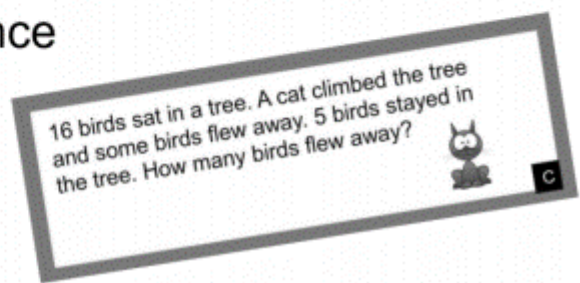 nce
16 birds sat in a tree. A cat climbed the tree
and some birds flew away. 5 birds stayed in
the tree. How many birds flew away?
C